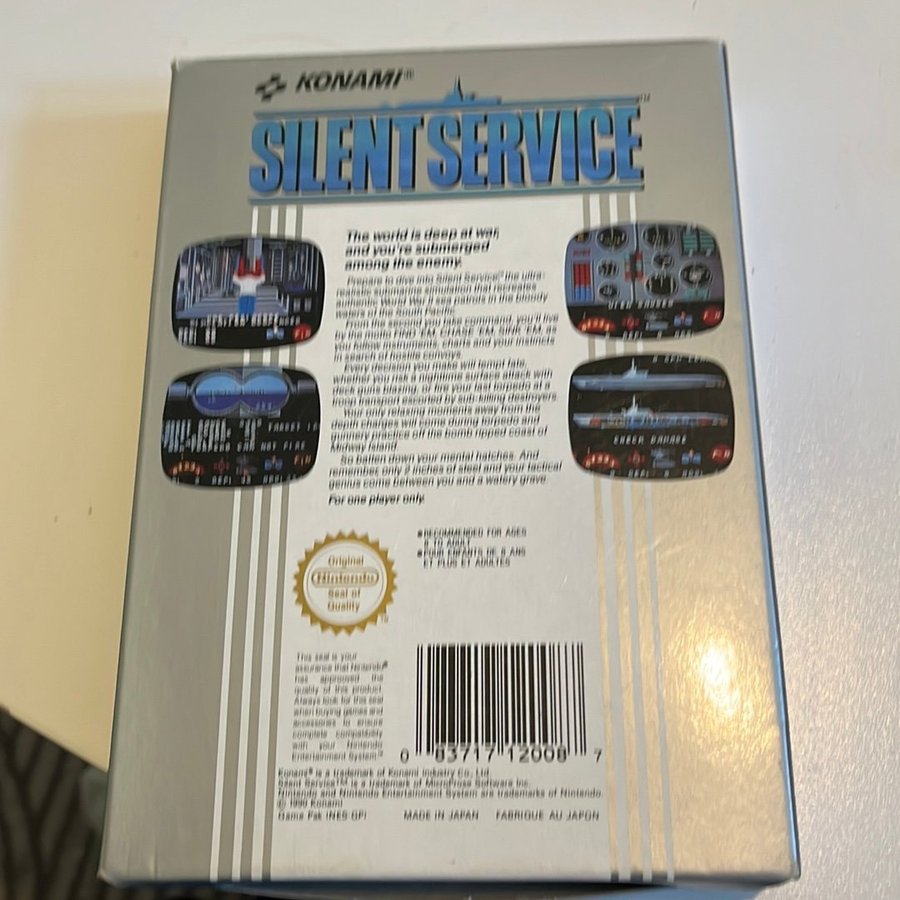 KONAMI®
SILENT SERVICE™
The world is deep at war,
and you're submerged
among the enemy.
Prepare to dive into Silent Service™ the ultra-
realistic submarine simulation that recreates
authentic World War II sea patrols in the bloody
waters of the South Pacific.
From the second you take command, you'll live
by the motto FIND 'EM, CHASE 'EM, SINK 'EM, as
you follow instruments, charts and your instincts
in search of hostile convoys.
Every decision you make will tempt fate,
whether you risk a nighttime surface attack with
deck guns blazing, or fire your last torpedo at a
troop transport escorted by sub-killing destroyers.
Your only relaxing moments away from the
depth charges will come during torpedo and
gunnery practice off the bomb ripped coast of
Midway Island.
So batten down your mental hatches. And
remember, only 2 inches of steel and your tactical
genius come between you and a watery grave.
For one player only.
CAN NOT FIRE
UNDER DAMAGE
•RECOMMENDED FOR AGES
6 TO ADULT
•POUR ENFANTS DE 6 ANS
ET PLUS ET ADULTES
Original
Nintendo
Seal of
Quality
TM
This seal is your
assurance that Nintendo®
has approved the
quality of this product.
Always look for this seal
when buying games and
accessories to ensure
complete compatibility
with your Nintendo
Entertainment System™
0 83717 12008 7
Konami® is a trademark of Konami Industry Co., Ltd.
Silent Service™ is a trademark of MicroProse Software Inc.
Nintendo and Nintendo Entertainment System are trademarks of Nintendo.
© 1990 Konami
Game Pak (NES GP) MADE IN JAPAN FABRIQUE AU JAPON